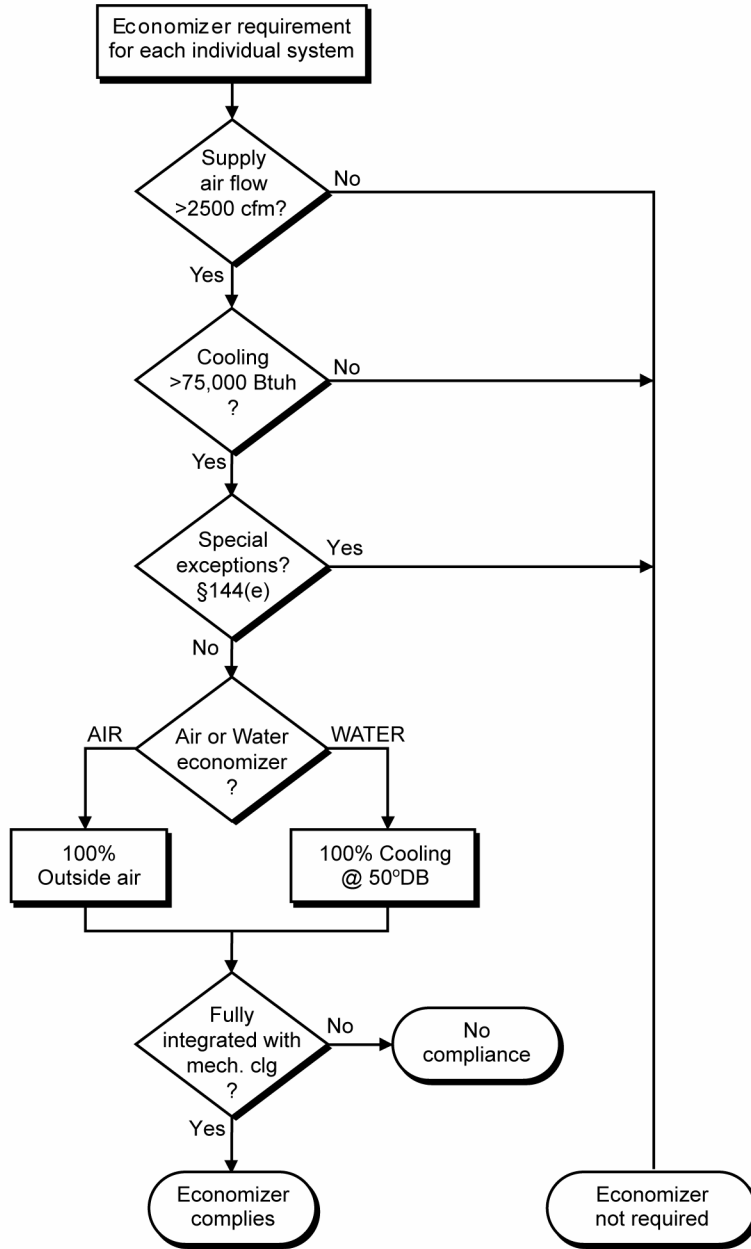 Economizer requirement
for each individual system
Supply
air flow
>2500 cfm?
No
Yes
Cooling
>75,000 Btuh
?
No
Yes
Special
exceptions?
§144(e)
Yes
No
AIR
Air or Water
economizer
?
WATER
100%
Outside air
100% Cooling
@ 50°DB
Fully
integrated with
mech. clg
?
No
No
compliance
Yes
Economizer
complies
Economizer
not required